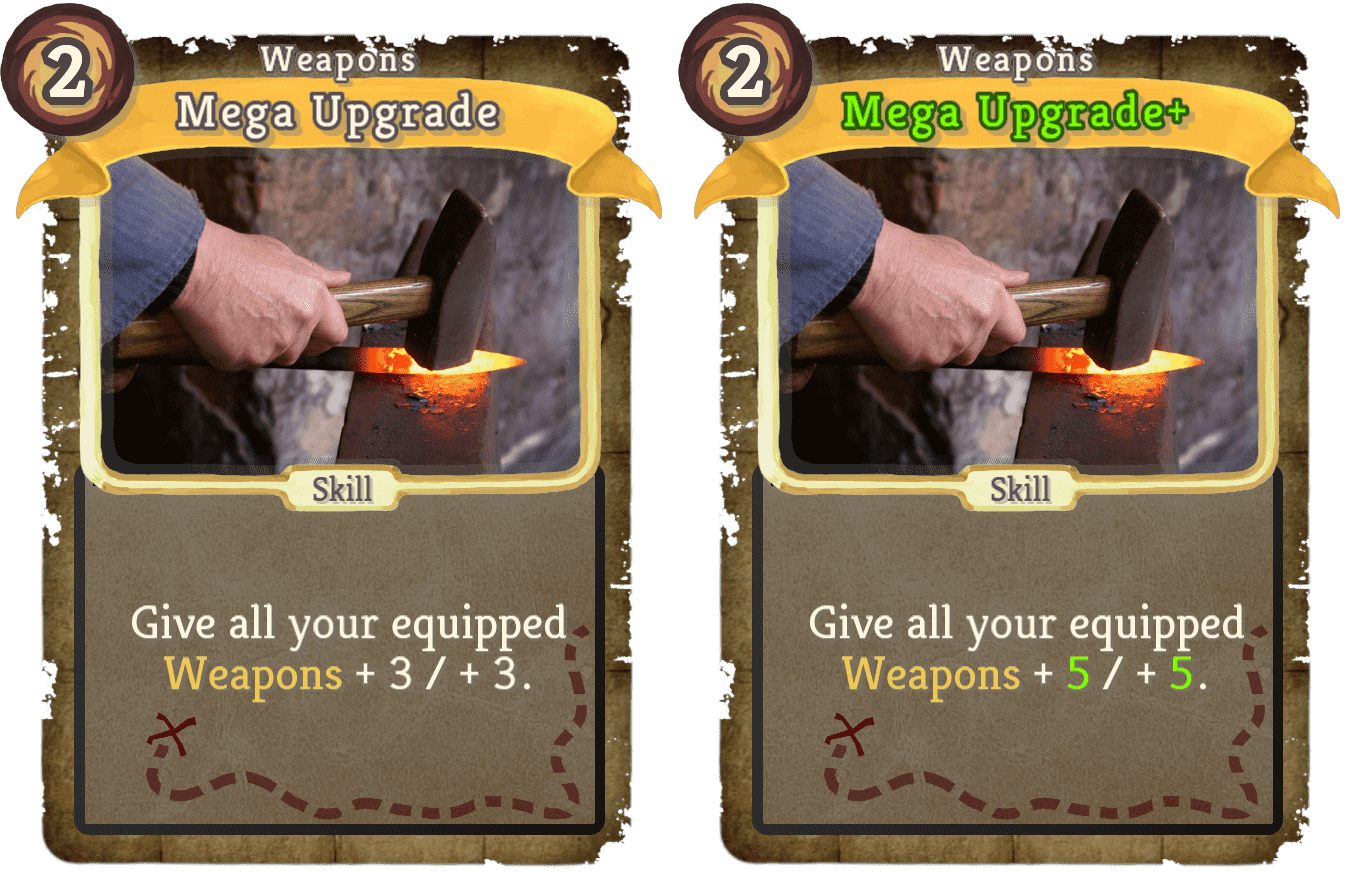 2
Weapons
Mega Upgrade
Skill
Give all your equipped
Weapons + 3 / + 3.
2
Weapons
Mega Upgrade+
Skill
Give all your equipped
Weapons + 5 / + 5.